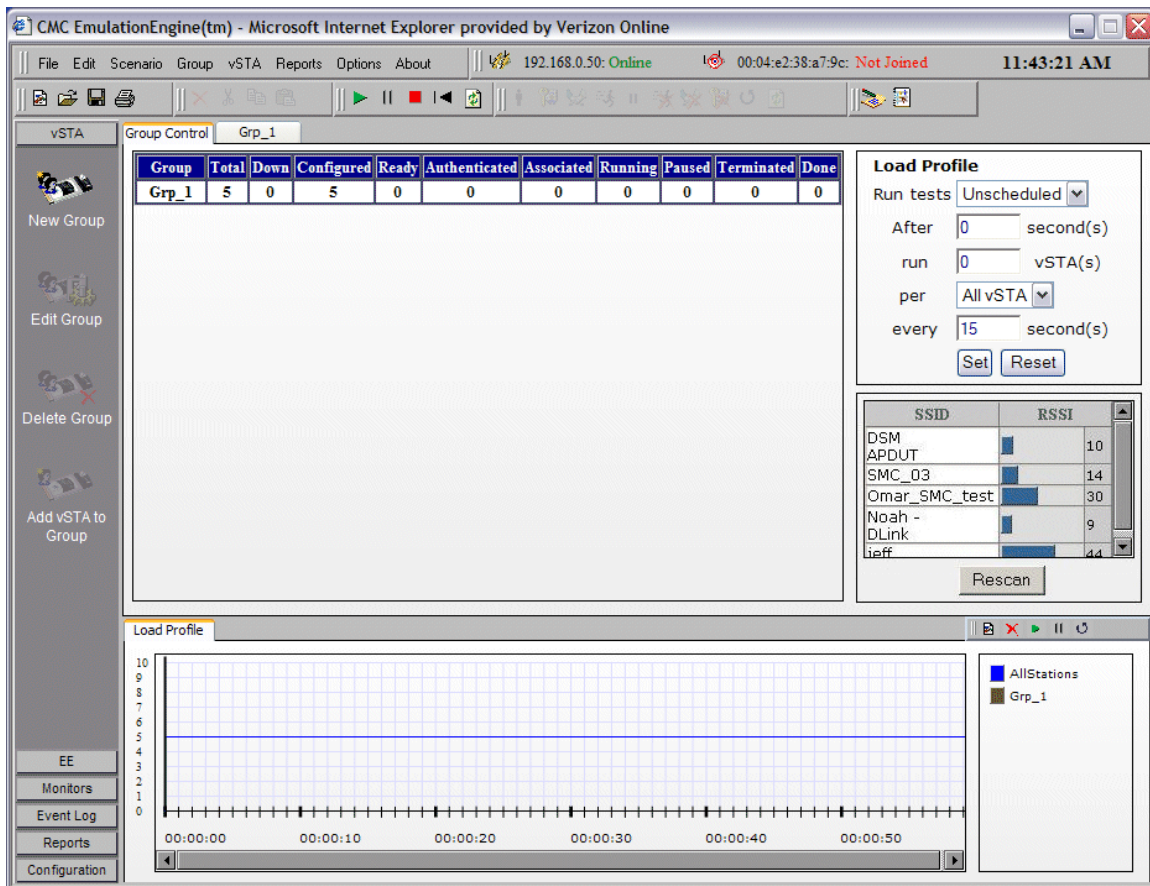 CMC EmulationEngine(tm) - Microsoft Internet Explorer provided by Verizon Online
File Edit Scenario Group vSTA Reports Options About 192.168.0.50: Online 00:04:e2:38:a7:9c: Not Joined 11:43:21 AM
vSTA
Group Control Grp_1
New Group
Edit Group
Delete Group
Add vSTA to
Group
Group Total Down Configured Ready Authenticated Associated Running Paused Terminated Done
Grp_1 5 0 5 0 0 0 0 0 0 0
Load Profile
Run tests Unscheduled
After 0 second(s)
run 0 vSTA(s)
per All vSTA
every 15 second(s)
Set Reset
SSID RSSI
DSM
APDUT 10
SMC_03 14
Omar_SMC_test 30
Noah -
DLink 9
jeff 44
Rescan
Load Profile
10
9
8
7
6
5
4
3
2
1
0
00:00:00 00:00:10 00:00:20 00:00:30 00:00:40 00:00:50
AllStations
Grp_1
EE
Monitors
Event Log
Reports
Configuration